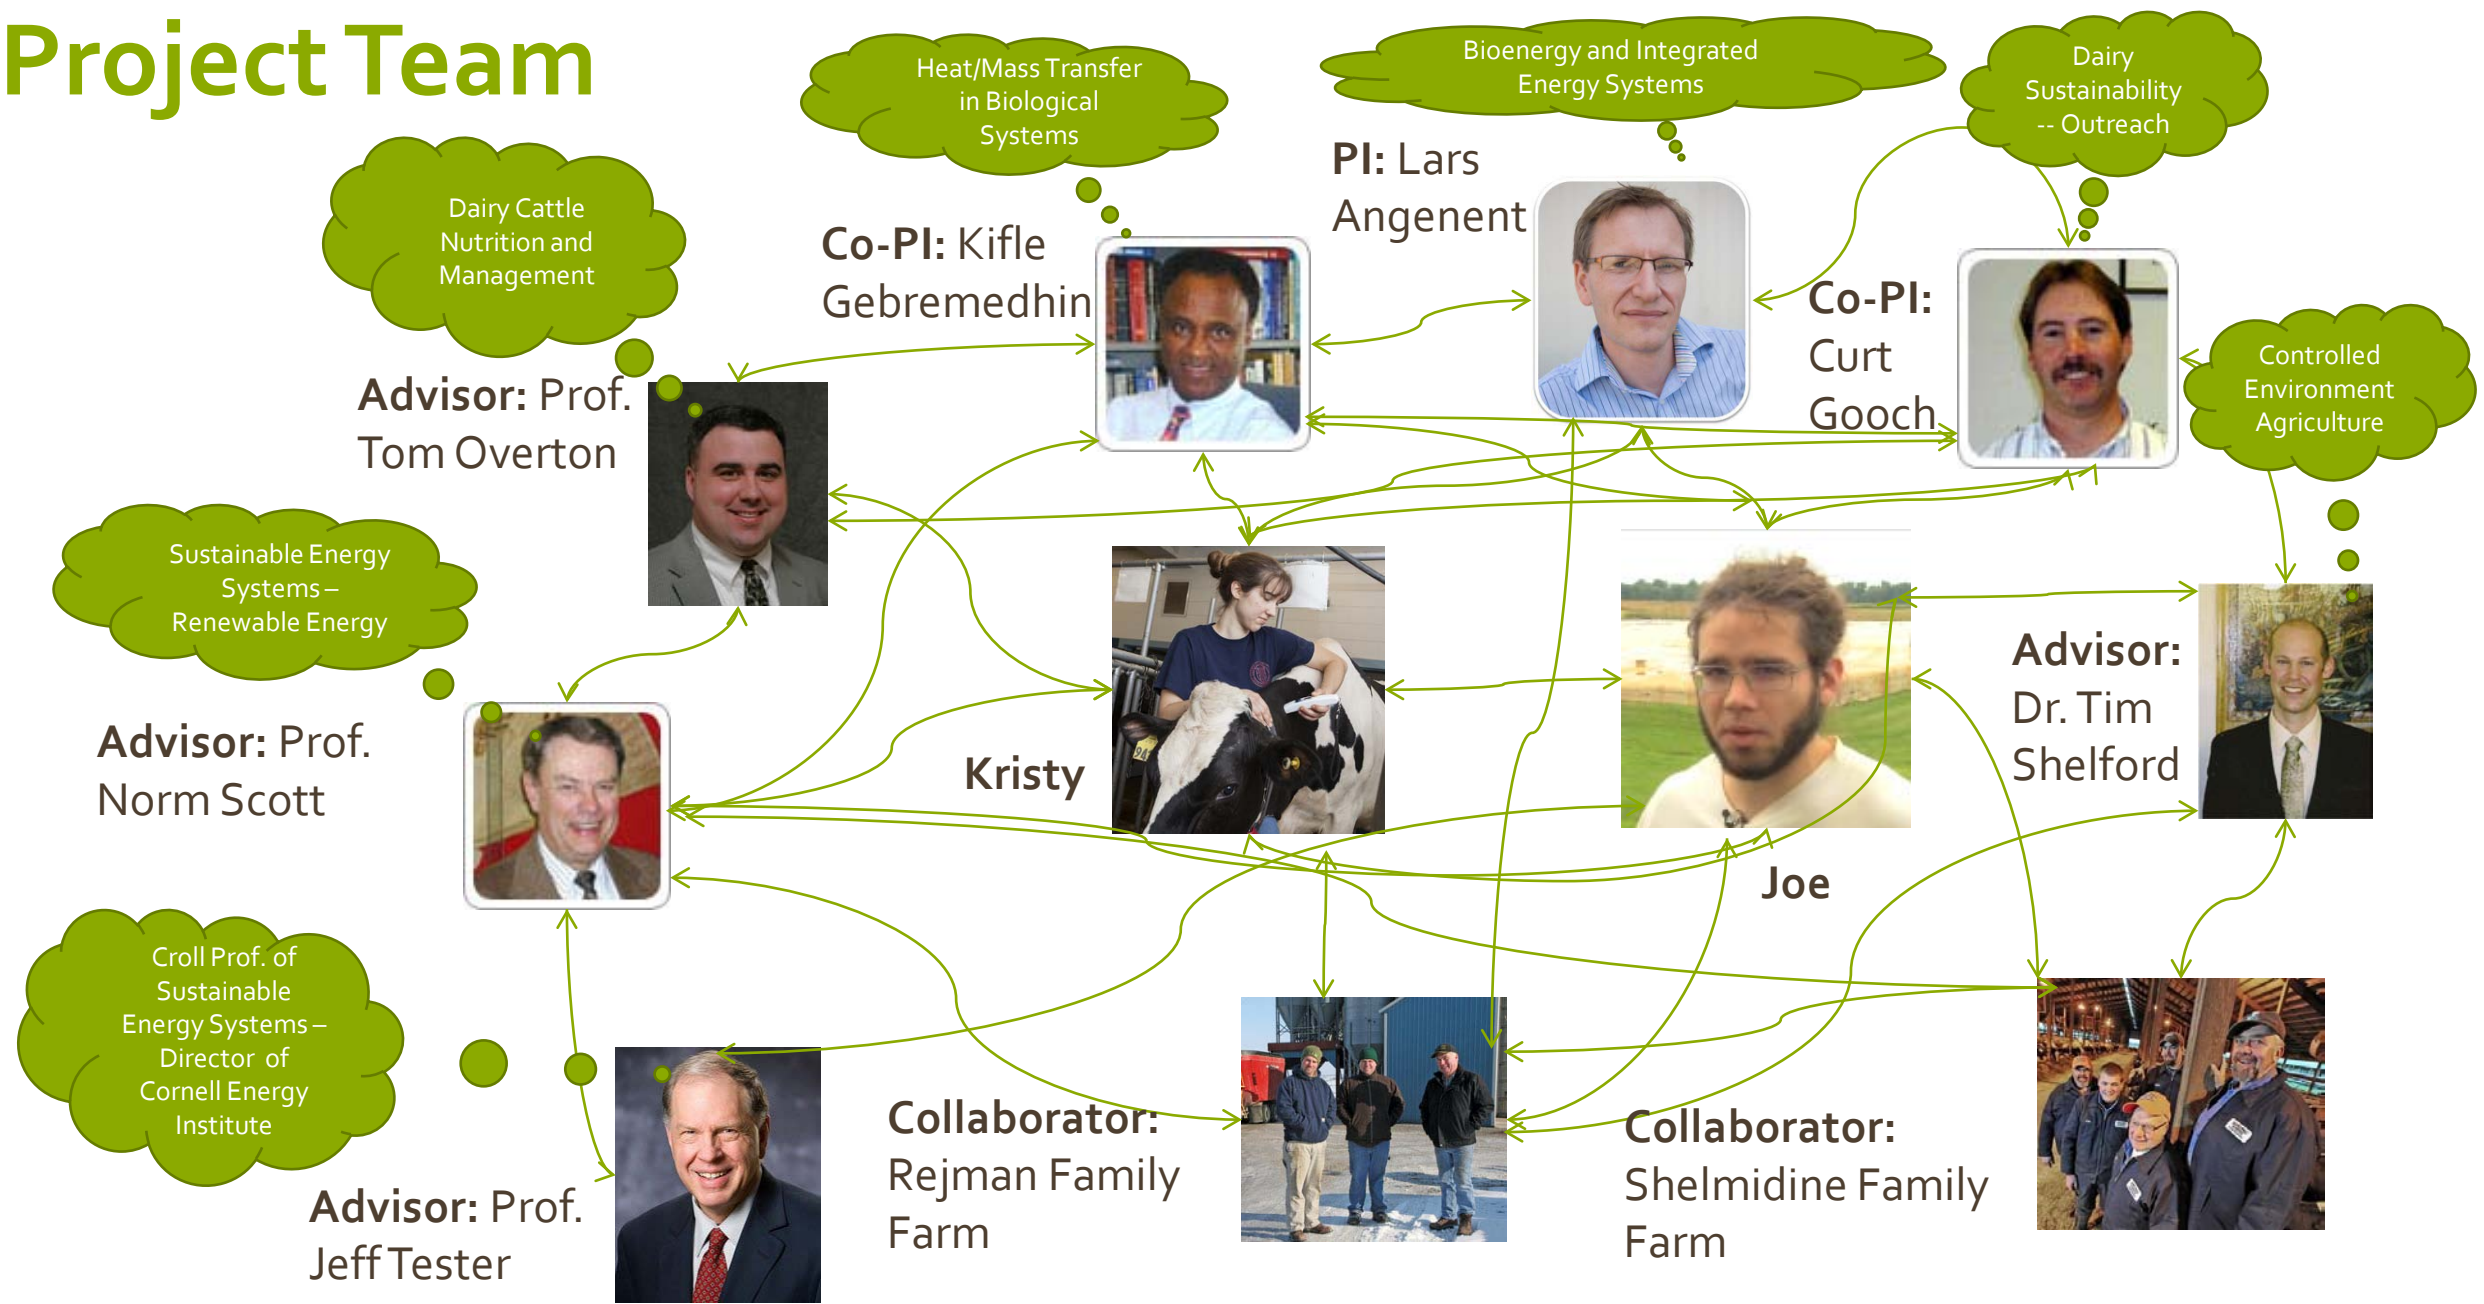 Project Team
Heat/Mass Transfer
in Biological
Systems
Bioenergy and Integrated
Energy Systems
Dairy
Sustainability
-- Outreach
Dairy Cattle
Nutrition and
Management
PI: Lars
Angenent
Co-PI: Kifle
Gebremedhin
Co-PI:
Curt
Gooch
Controlled
Environment
Agriculture
Advisor: Prof.
Tom Overton
Sustainable Energy
Systems –
Renewable Energy
Advisor:
Dr. Tim
Shelford
Advisor: Prof.
Norm Scott
Kristy
Joe
Croll Prof. of
Sustainable
Energy Systems –
Director of
Cornell Energy
Institute
Advisor: Prof.
Jeff Tester
Collaborator:
Rejman Family
Farm
Collaborator:
Shelmidine Family
Farm